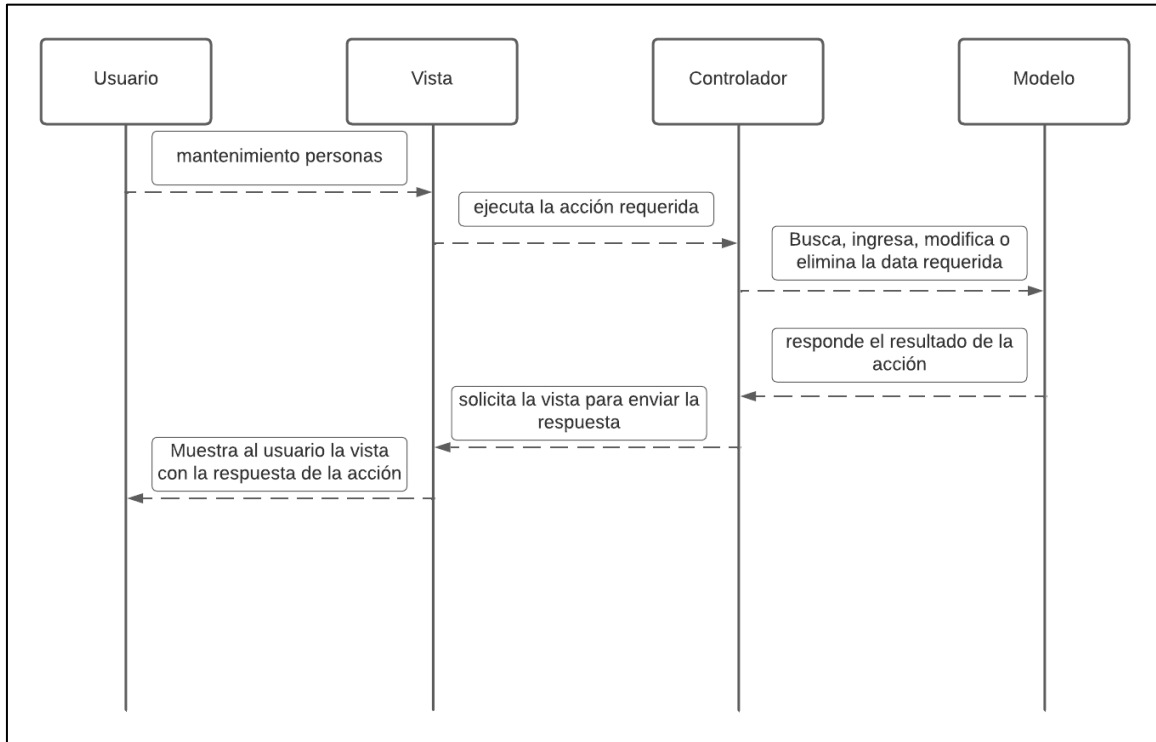 Usuario
Vista
Controlador
Modelo
mantenimiento personas
ejecuta la acción requerida
Busca, ingresa, modifica o
elimina la data requerida
responde el resultado de la
acción
solicita la vista para enviar la
respuesta
Muestra al usuario la vista
con la respuesta de la acción